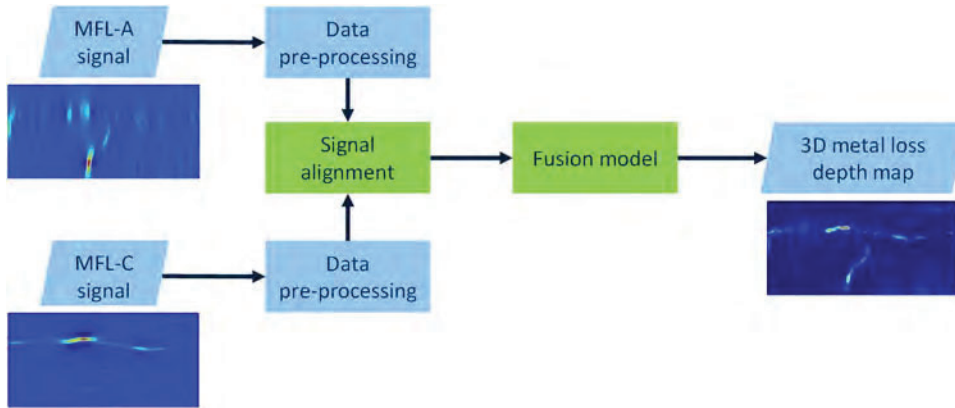 MFL-A
signal
Data
pre-processing
Signal
alignment
Fusion model
3D metal loss
depth map
MFL-C
signal
Data
pre-processing